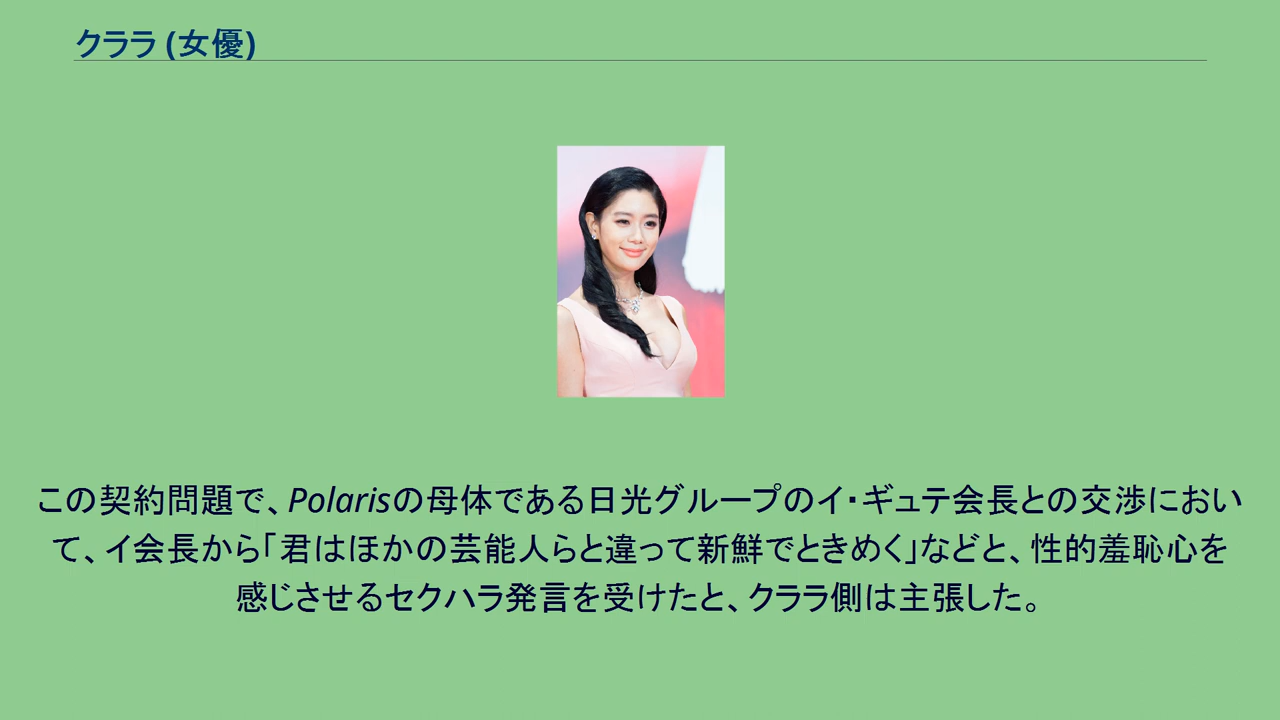 クララ (女優)
この契約問題で、Polarisの母体である日光グループのイ・ギュテ会長との交渉におい
て、イ会長から「君はほかの芸能人らと違って新鮮でときめく」などと、性的羞恥心を
感じさせるセクハラ発言を受けたと、クララ側は主張した。